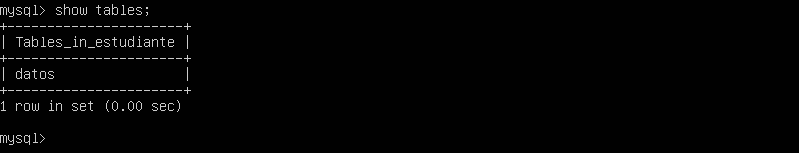 mysql> show tables;
+----------------------+
| Tables_in_estudiante |
+----------------------+
| datos                |
+----------------------+
1 row in set (0.00 sec)
mysql>